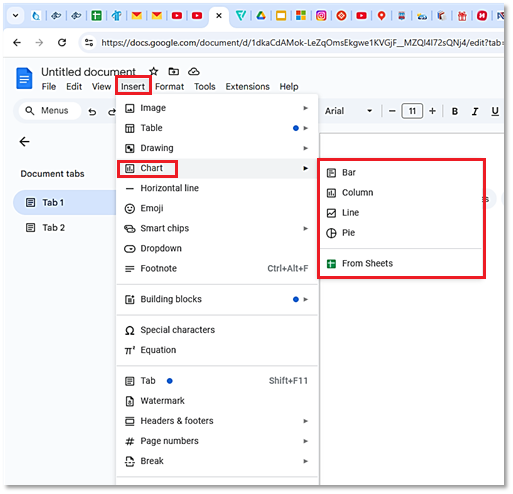 https://docs.google.com/document/d/1dkaCdAMok-LeZqOmsEkgwe1KVGjF__MZQl4I72sQNj4/edit?tab=
Untitled document
File Edit View Insert Format Tools Extensions Help
Menus Arial 11 B I U
Image
Table
Document tabs
Drawing
Tab 1
Tab 2
Chart
Horizontal line
Emoji
Smart chips
Dropdown
Footnote Ctrl+Alt+F
Building blocks
Special characters
Equation
Tab Shift+F11
Watermark
Headers & footers
Page numbers
Break
Bar
Column
Line
Pie
From Sheets